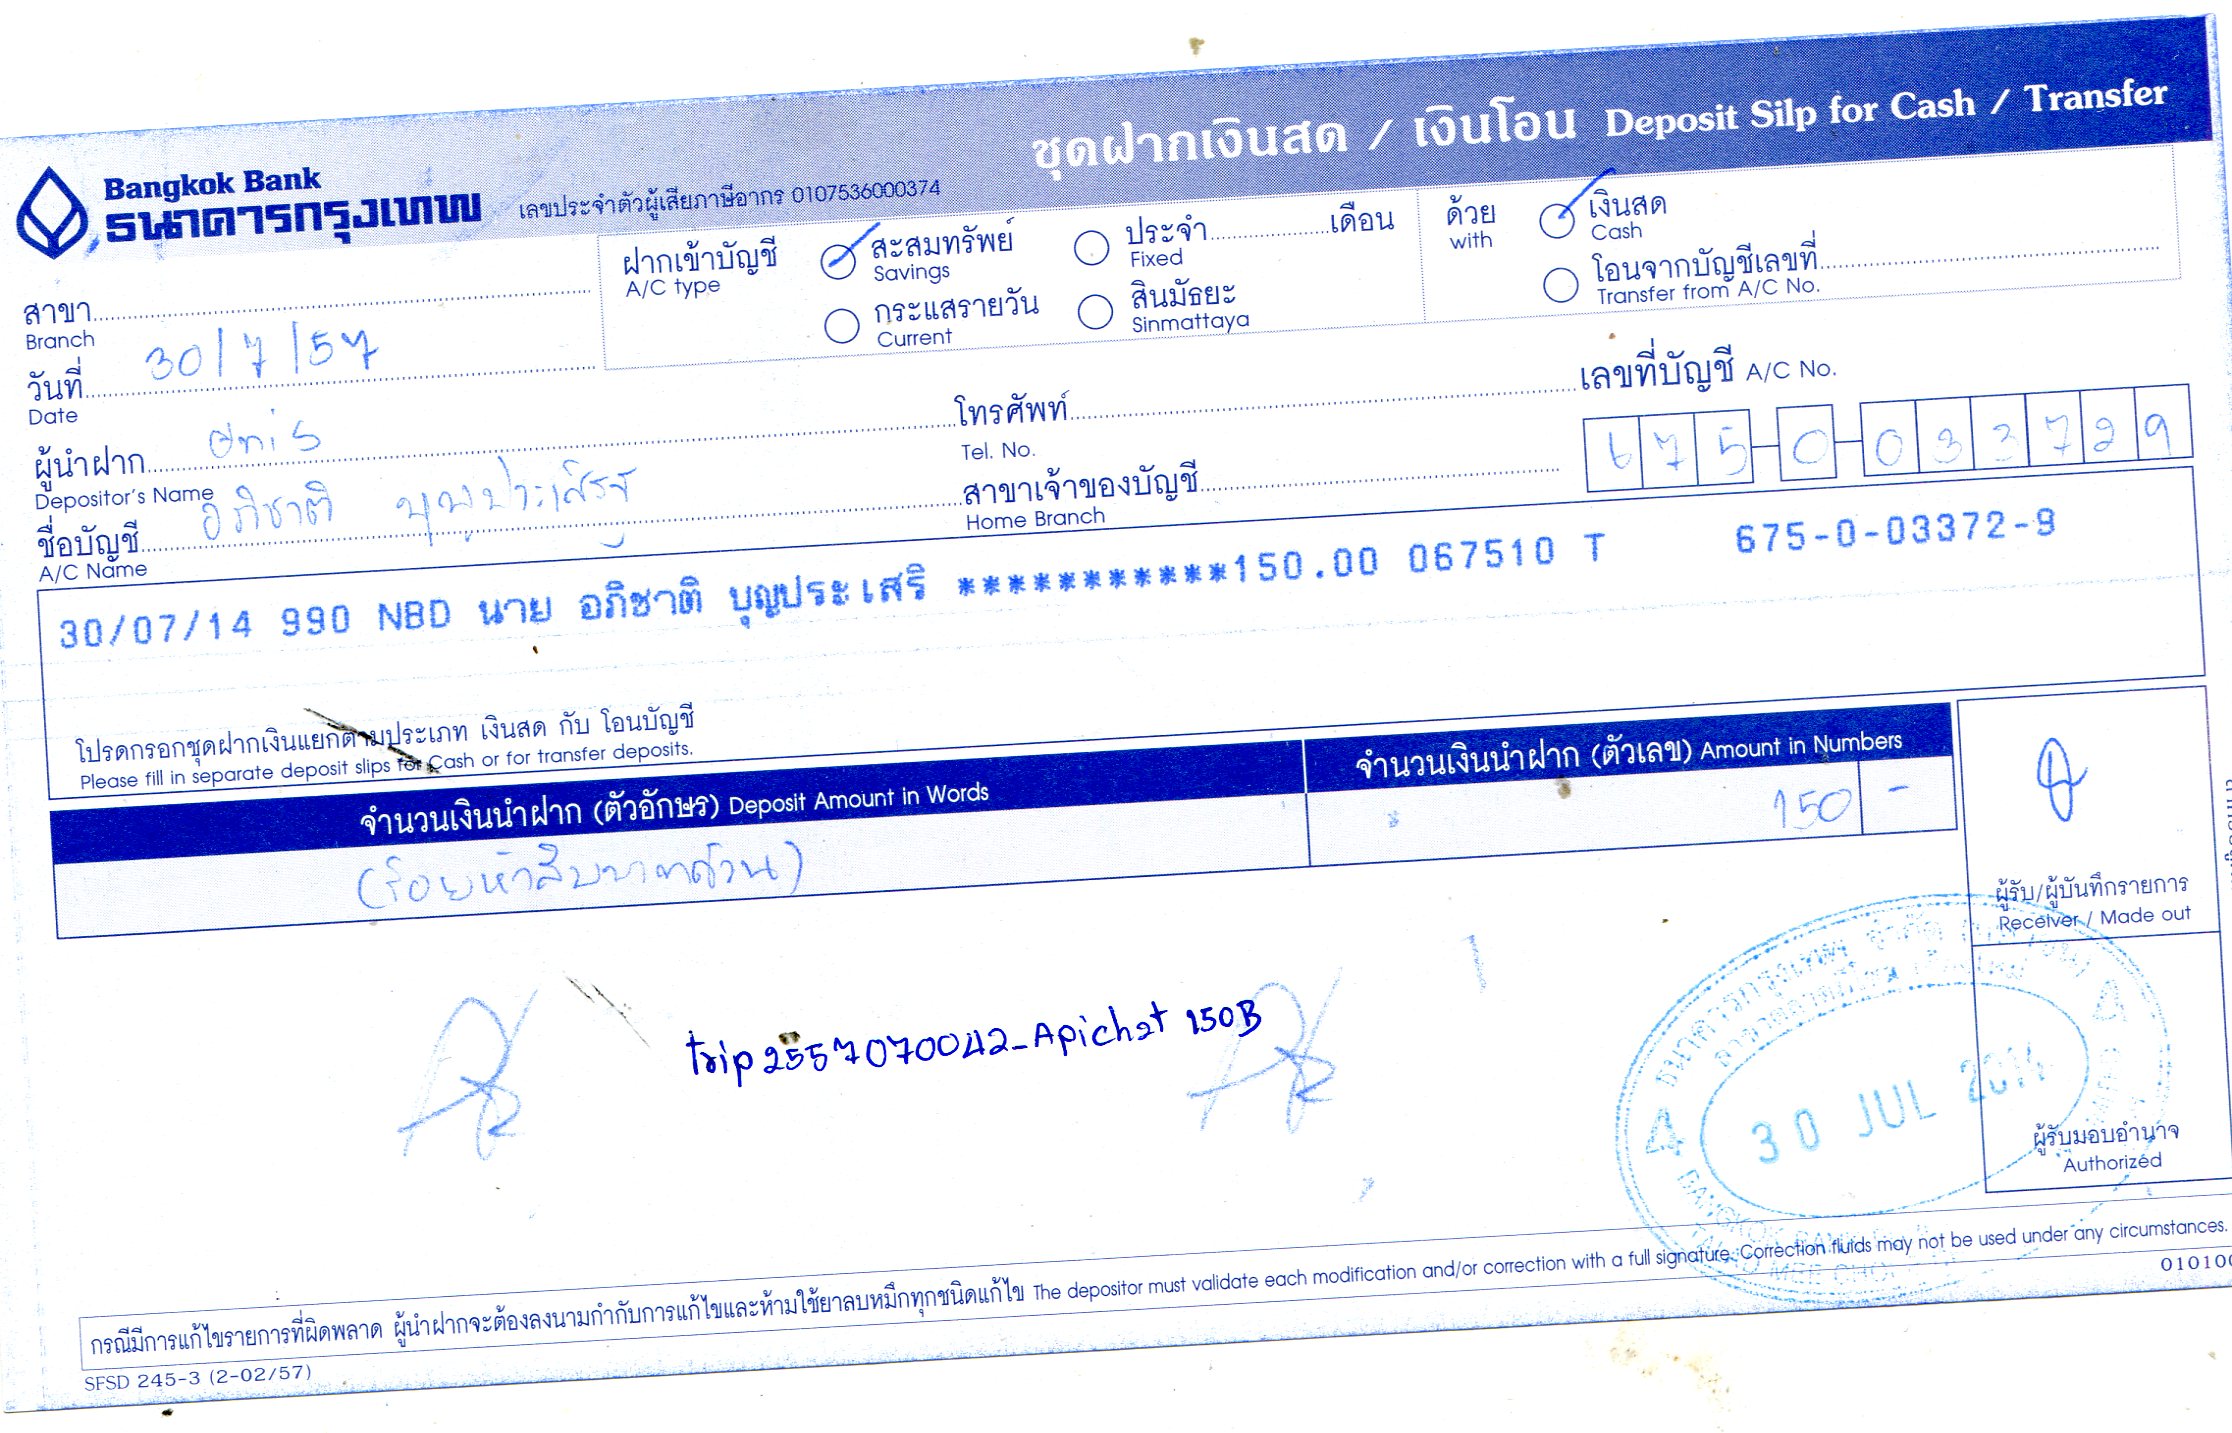 ชุดฝากเงินสด / เงินโอน Deposit Silp for Cash / Transfer
Bangkok Bank
ธนาคารกรุงเทพ
เลขประจำตัวผู้เสียภาษีอากร 0107536000374
ฝากเข้าบัญชี
A/C type
สะสมทรัพย์
Savings
ประจำ....................เดือน
Fixed
กระแสรายวัน
Current
สินมัธยะ
Sinmattaya
ด้วย
with
เงินสด
Cash
โอนจากบัญชีเลขที่
Transfer from A/C No.
สาขา
Branch
วันที่ 30/7/57
Date
ผู้นำฝาก
Depositor's Name
โทรศัพท์
Tel. No.
เลขที่บัญชี A/C No.
675-0-033729
ชื่อบัญชี อภิชาติ บุญประเสริฐ
A/C Name
สาขาเจ้าของบัญชี
Home Branch
30/07/14 990 NBD นาย อภิชาติ บุญประเสริ ***********150.00 067510 T 675-0-03372-9
โปรดกรอกชุดฝากเงินแยกตามประเภท เงินสด กับ โอนบัญชี
Please fill in separate deposit slips for Cash or for transfer deposits.
จำนวนเงินนำฝาก (ตัวอักษร) Deposit Amount in Words
จำนวนเงินนำฝาก (ตัวเลข) Amount in Numbers
(ร้อยห้าสิบบาทถ้วน)
150 -
ผู้รับ/ผู้บันทึกรายการ
Receiver / Made out
trip2557070042_Apichat 150B
4 30 JUL 2014 4
ผู้รับมอบอำนาจ
Authorized
กรณีมีการแก้ไขรายการที่ผิดพลาด ผู้นำฝากจะต้องลงนามกำกับการแก้ไขและห้ามใช้ยาลบหมึกทุกชนิดแก้ไข The depositor must validate each modification and/or correction with a full signature. Correction fluids may not be used under any circumstances.
SFSD 245-3 (2-02/57)
01010